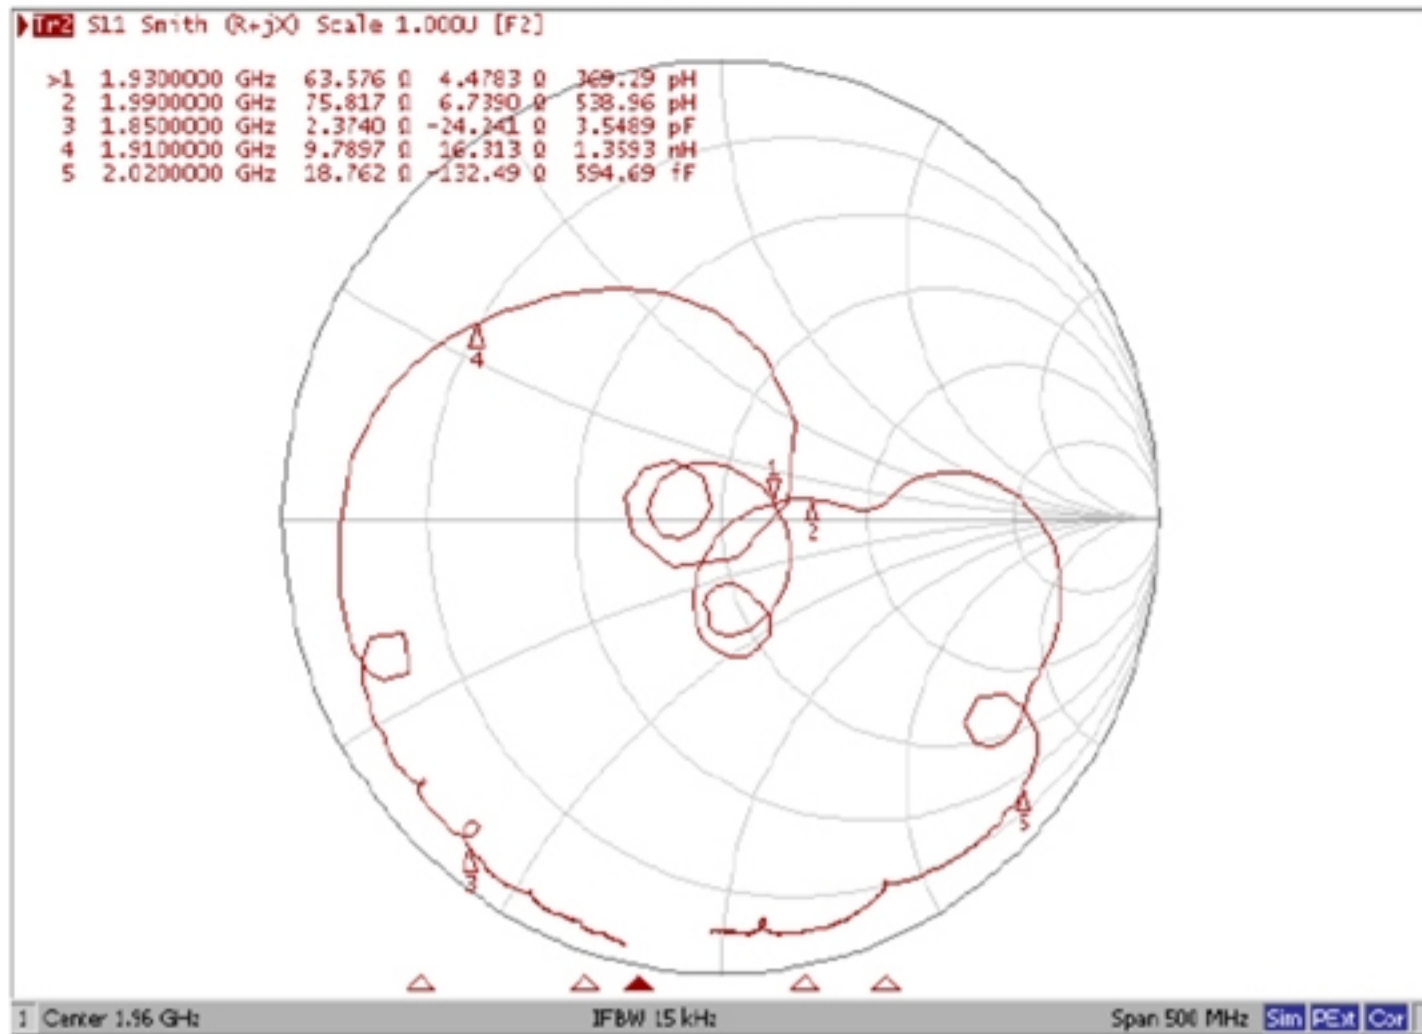 Tr2 S11 Smith (R+jX) Scale 1.000U [F2]
>1 1.9300000 GHz 63.576 Ω 4.4783 Ω 369.29 pH
2 1.9900000 GHz 75.817 Ω 6.7390 Ω 538.96 pH
3 1.8500000 GHz 2.3740 Ω -24.241 Ω 3.5489 pF
4 1.9100000 GHz 9.7897 Ω 16.313 Ω 1.3593 nH
5 2.0200000 GHz 18.762 Ω -132.49 Ω 594.69 fF
4
1
2
5
3
1 Center 1.96 GHz IFBW 15 kHz Span 500 MHz Sim PExt Cor